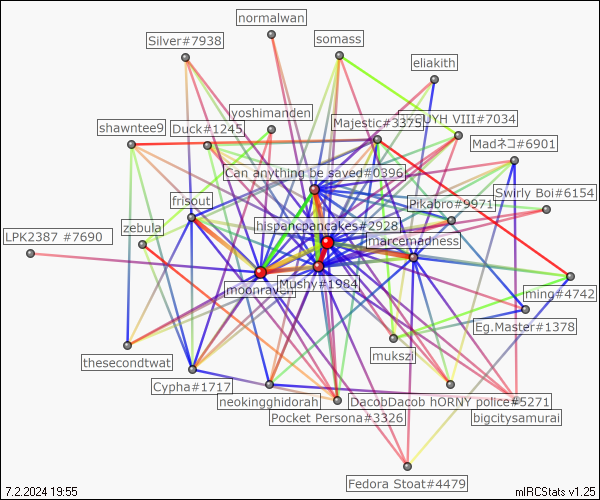 normalwan
Silver#7938
somass
eliakith
yoshimanden
Majestic#3375
UYH VIII#7034
shawntee9
Duck#1245
Madネコ#6901
Can anything be saved#0396
Swirly Boi#6154
frisout
Pikabro#9971
zebula
hispancpancakes#2928
LPK2387 #7690
marcemadness
moonraven
Mushy#1984
ming#4742
Eg.Master#1378
thesecondtwat
mukszi
Cypha#1717
neokingghidorah
DacobDacob hORNY police#5271
Pocket Persona#3326
bigcitysamurai
Fedora Stoat#4479
7.2.2024 19:55
mIRCStats v1.25